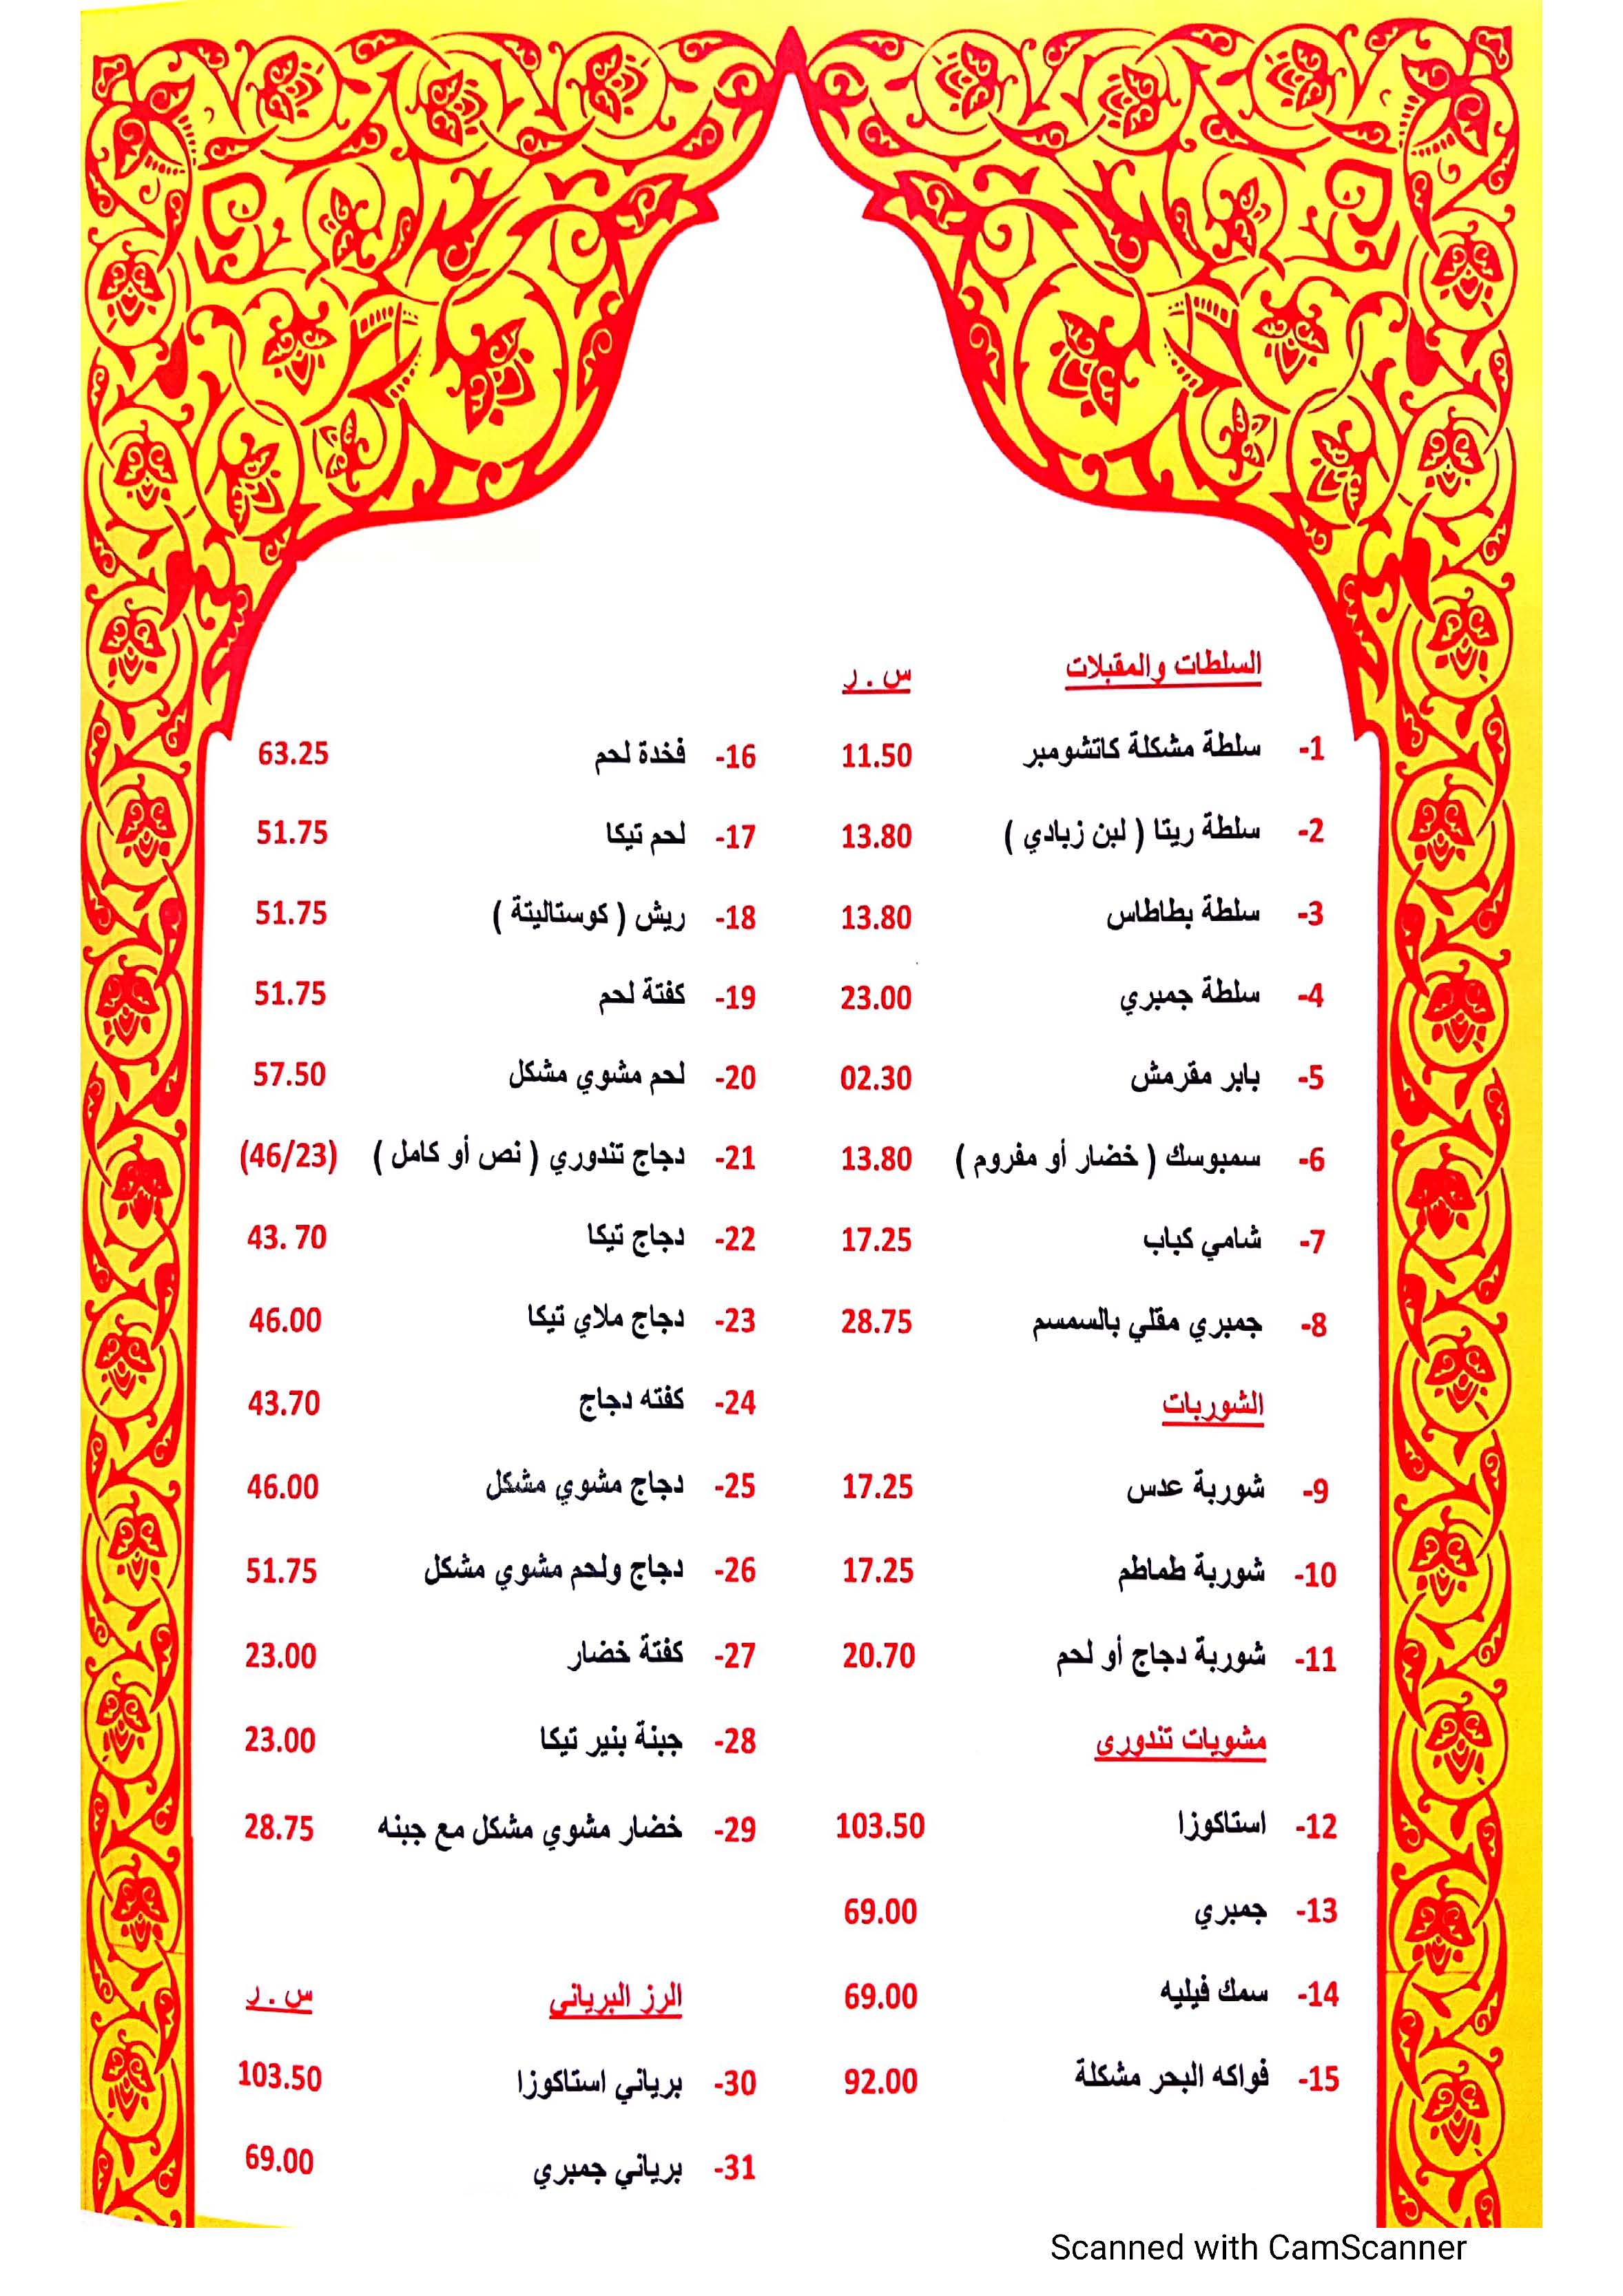 السلطات والمقبلات س . ر
1- سلطة مشكلة كاتشومبر 11.50
2- سلطة ريتا ( لبن زبادي ) 13.80
3- سلطة بطاطاس 13.80
4- سلطة جمبري 23.00
5- بابر مقرمش 02.30
6- سمبوسك ( خضار أو مفروم ) 13.80
7- شامي كباب 17.25
8- جمبري مقلي بالسمسم 28.75
الشوربات
9- شوربة عدس 17.25
10- شوربة طماطم 17.25
11- شوربة دجاج أو لحم 20.70
مشويات تندورى
12- استاكوزا 103.50
13- جمبري 69.00
14- سمك فيليه 69.00
15- فواكه البحر مشكلة 92.00
16- فخدة لحم 63.25
17- لحم تيكا 51.75
18- ريش ( كوستاليتة ) 51.75
19- كفتة لحم 51.75
20- لحم مشوي مشكل 57.50
21- دجاج تندوري ( نص أو كامل ) (46/23)
22- دجاج تيكا 43. 70
23- دجاج ملاي تيكا 46.00
24- كفته دجاج 43.70
25- دجاج مشوي مشكل 46.00
26- دجاج ولحم مشوي مشكل 51.75
27- كفتة خضار 23.00
28- جبنة بنير تيكا 23.00
29- خضار مشوي مشكل مع جبنه 28.75
الرز البرياني س . ر
30- برياني استاكوزا 103.50
31- برياني جمبري 69.00
Scanned with CamScanner